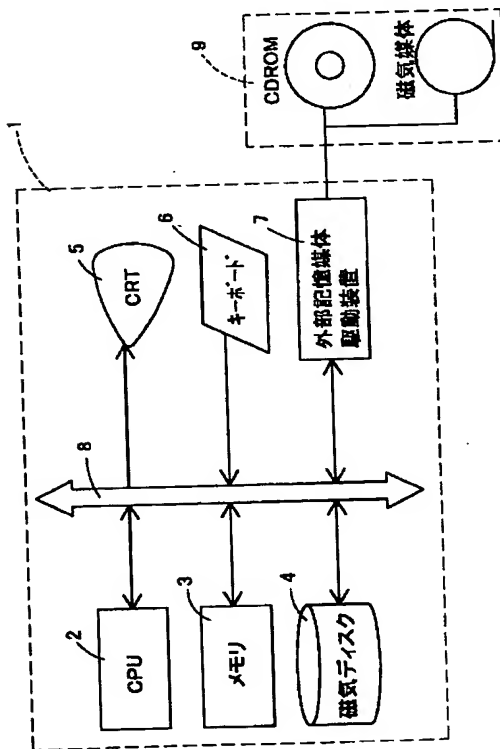 1
2
CPU
3
メモリ
4
磁気ディスク
8
5
CRT
6
キーボード
7
外部記憶媒体
駆動装置
9
CDROM
磁気媒体